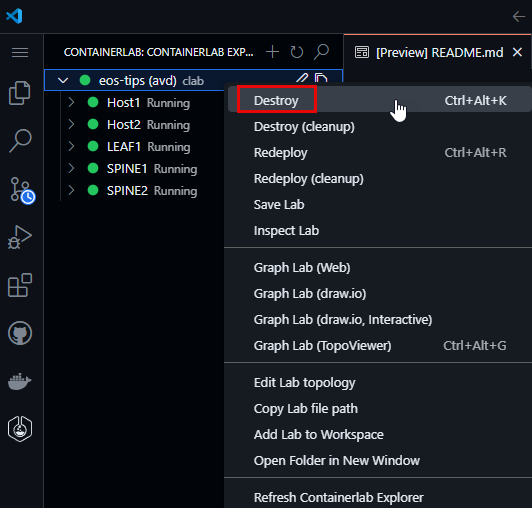 CONTAINERLAB: CONTAINERLAB EXP...
[Preview] README.md
eos-tips (avd) clab
Host1 Running
Host2 Running
LEAF1 Running
SPINE1 Running
SPINE2 Running
Destroy Ctrl+Alt+K
Destroy (cleanup)
Redeploy Ctrl+Alt+R
Redeploy (cleanup)
Save Lab
Inspect Lab
Graph Lab (Web)
Graph Lab (draw.io)
Graph Lab (draw.io, Interactive)
Graph Lab (TopoViewer) Ctrl+Alt+G
Edit Lab topology
Copy Lab file path
Add Lab to Workspace
Open Folder in New Window
Refresh Containerlab Explorer